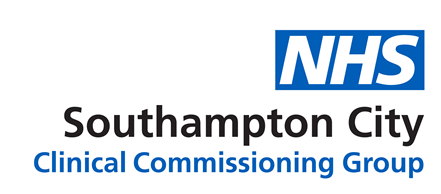 NHS
Southampton City
Clinical Commissioning Group